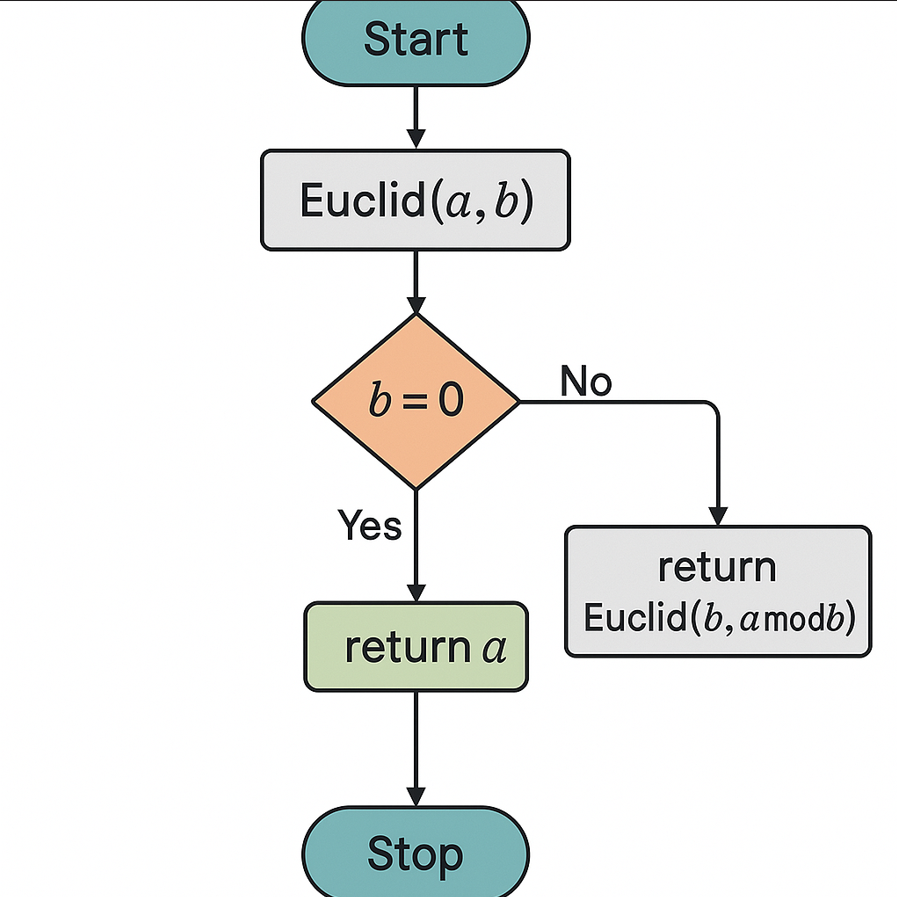 Start
Euclid(a, b)
b = 0
No
Yes
return
Euclid(b, a mod b)
return a
Stop